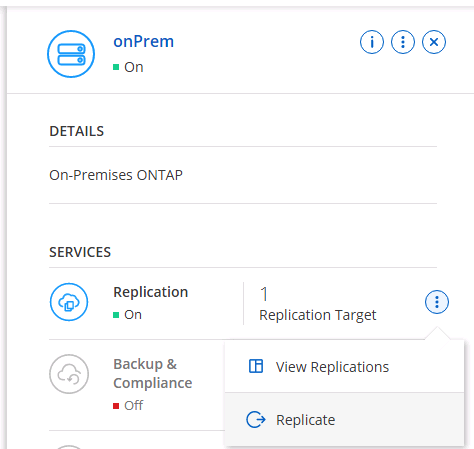 onPrem
On
DETAILS
On-Premises ONTAP
SERVICES
Replication
On
1
Replication Target
Backup &
Compliance
Off
View Replications
Replicate